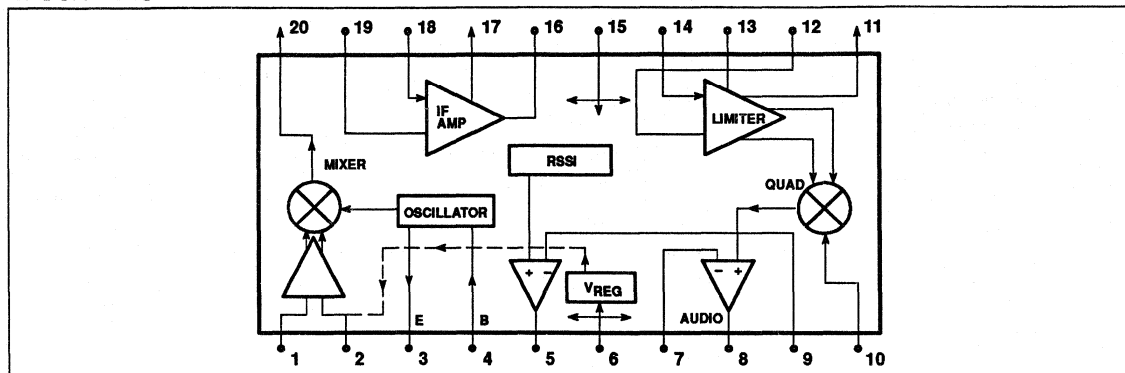 20 19 18 17 16 15 14 13 12 11
IF
AMP
LIMITER
RSSI
MIXER
QUAD
OSCILLATOR
+ −
VREG
− +
E B AUDIO
1 2 3 4 5 6 7 8 9 10